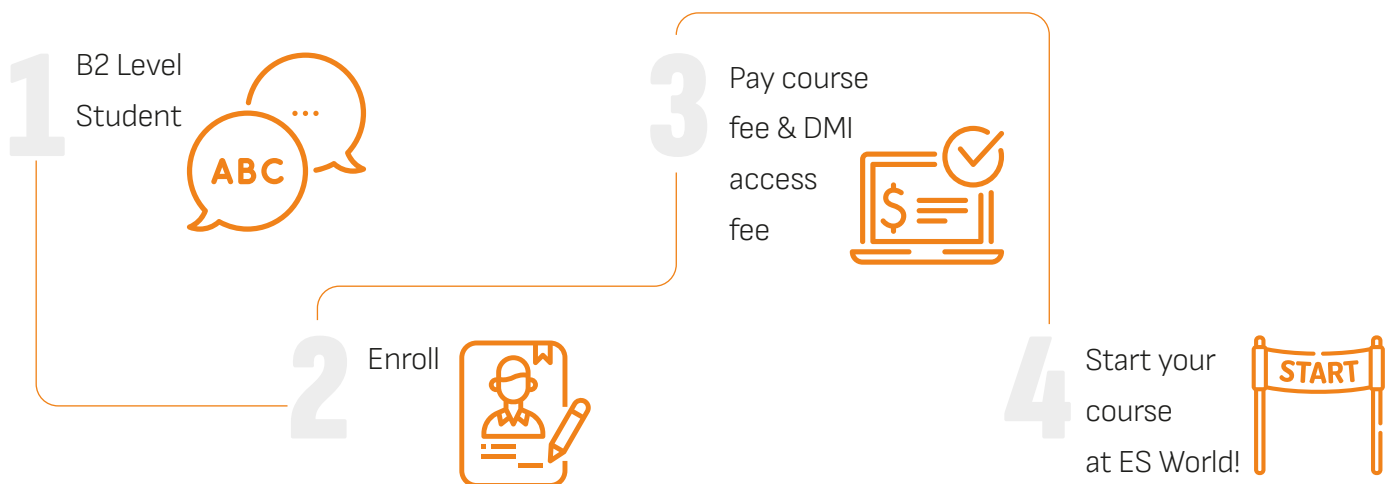 1
B2 Level
Student
...
ABC
2
Enroll
3
Pay course
fee & DMI
access
fee
$
4
Start your
course
at ES World!
START